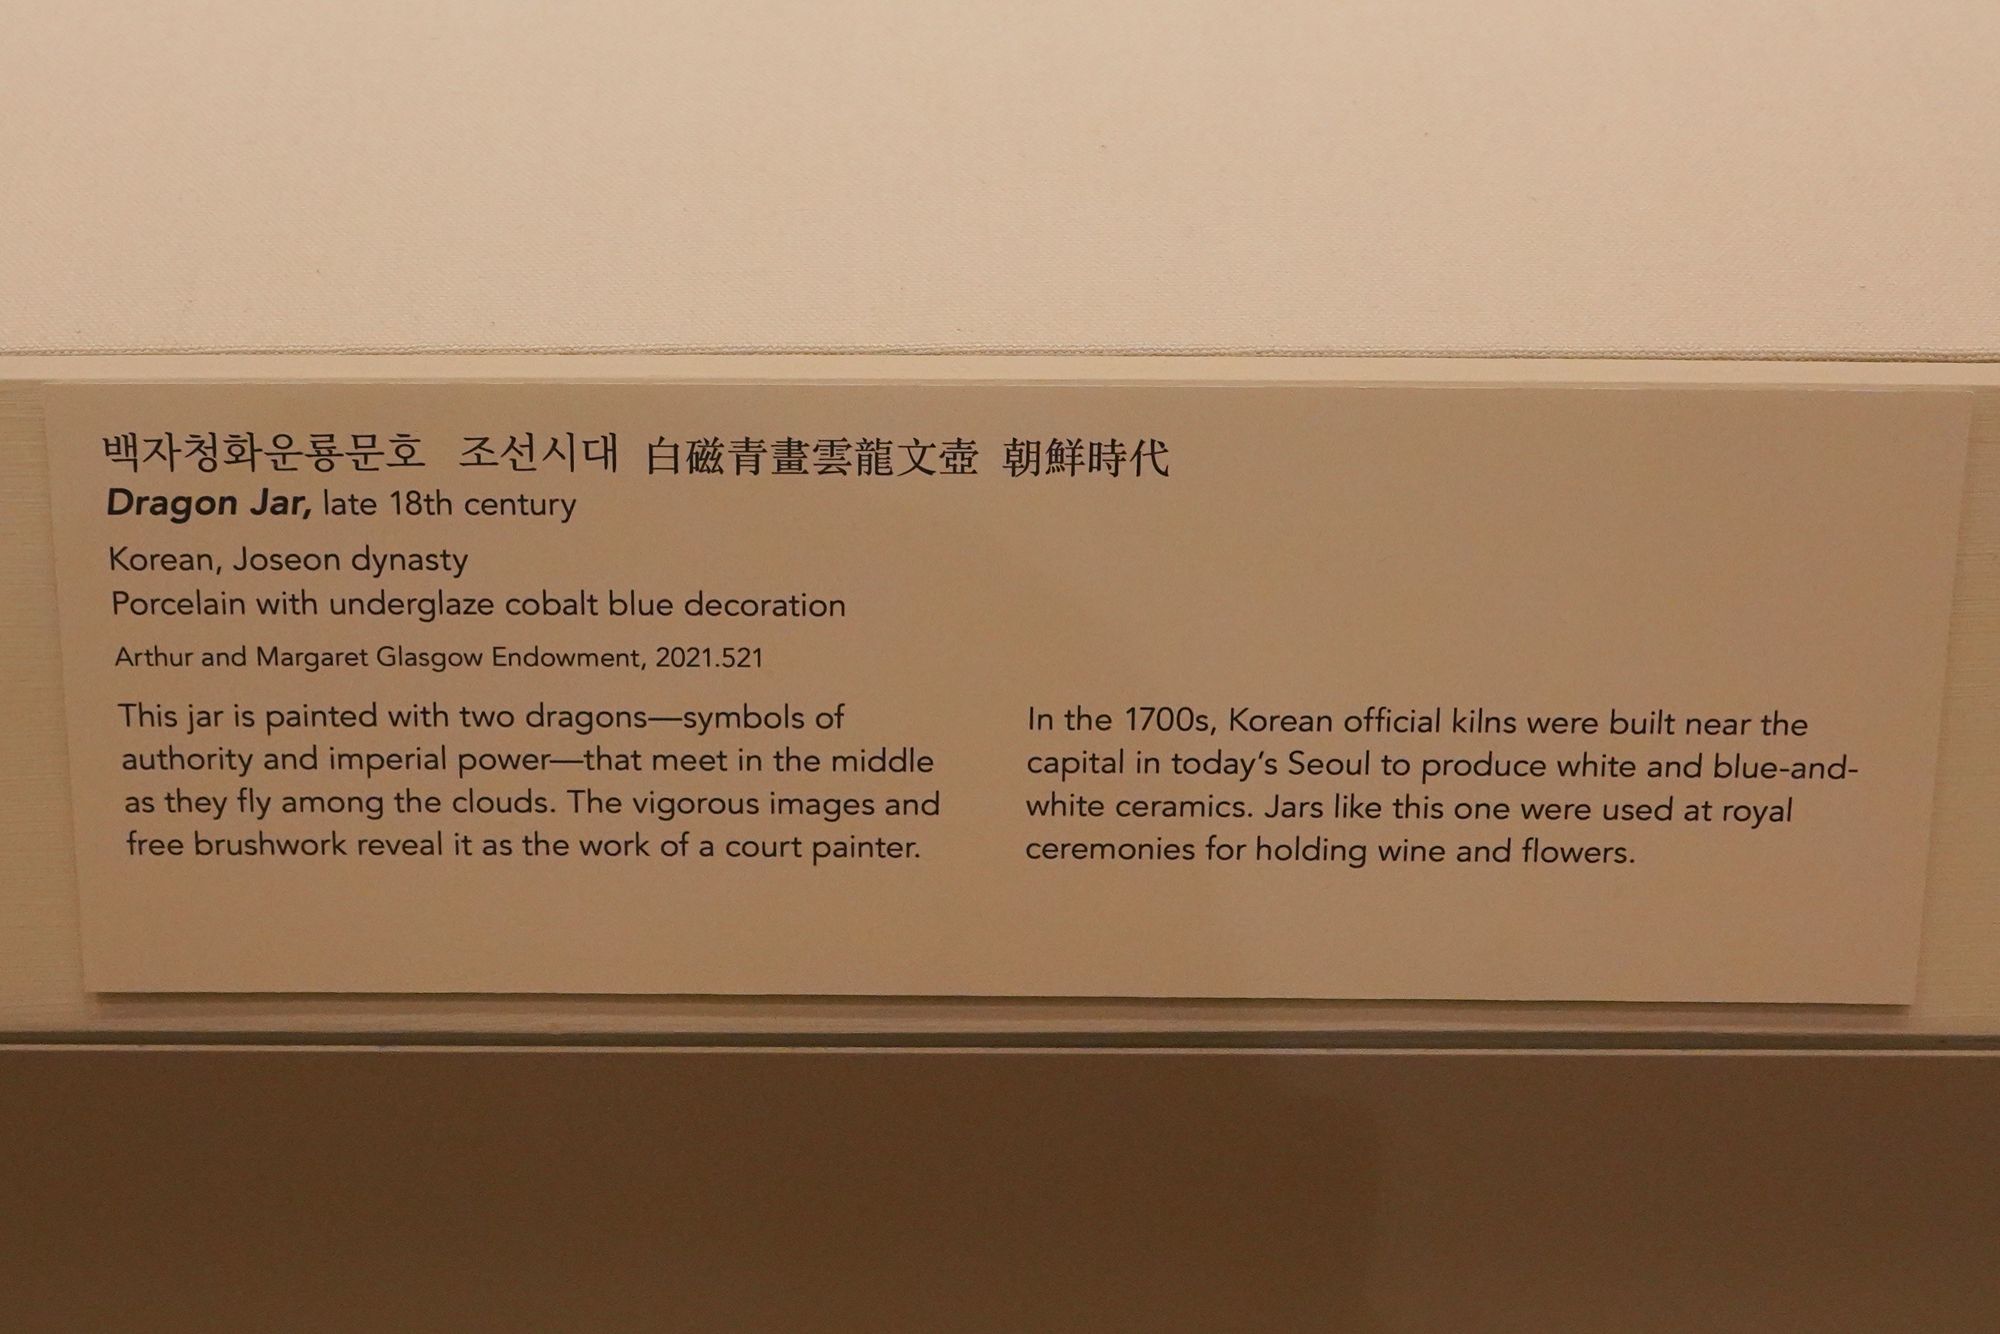 백자청화운룡문호 조선시대 白磁青畫雲龍文壺 朝鮮時代
Dragon Jar, late 18th century
Korean, Joseon dynasty
Porcelain with underglaze cobalt blue decoration
Arthur and Margaret Glasgow Endowment, 2021.521
This jar is painted with two dragons—symbols of
authority and imperial power—that meet in the middle
as they fly among the clouds. The vigorous images and
free brushwork reveal it as the work of a court painter.
In the 1700s, Korean official kilns were built near the
capital in today's Seoul to produce white and blue-and-
white ceramics. Jars like this one were used at royal
ceremonies for holding wine and flowers.